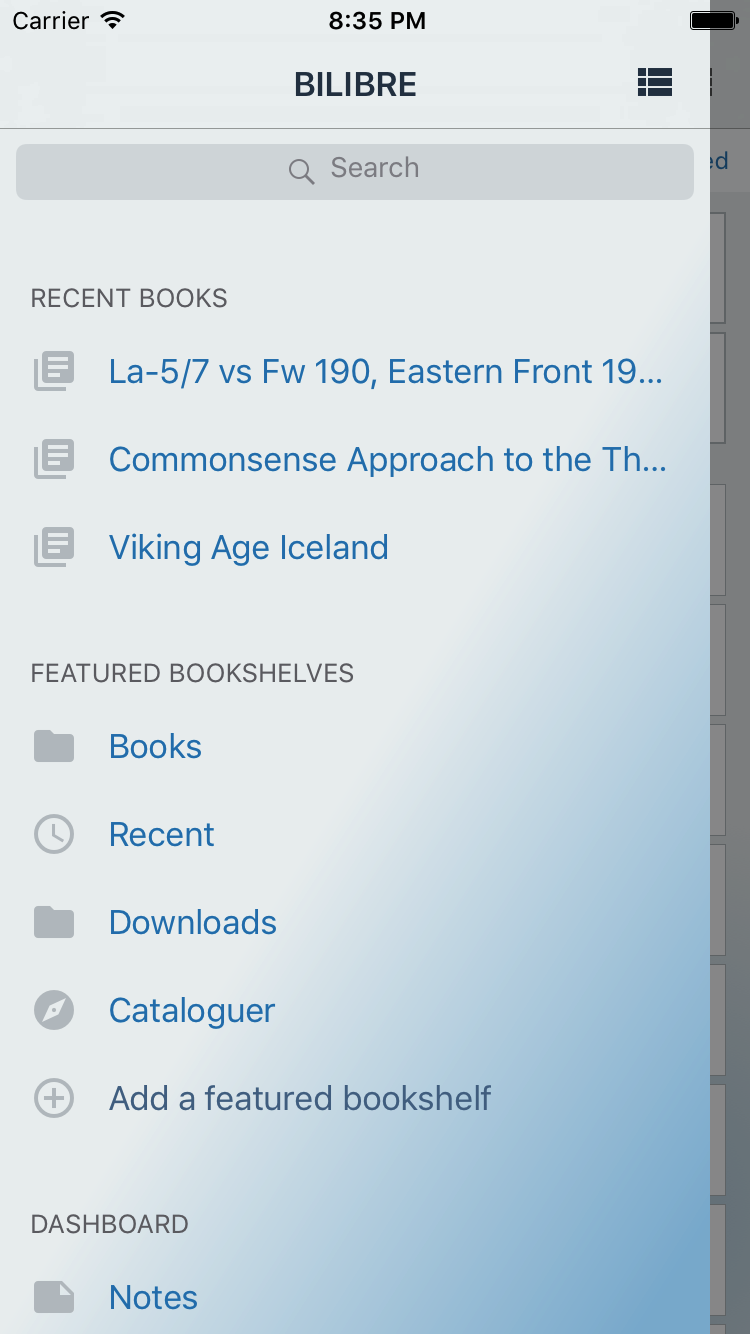 Carrier 8:35 PM
BILIBRE
Search
RECENT BOOKS
La-5/7 vs Fw 190, Eastern Front 19...
Commonsense Approach to the Th...
Viking Age Iceland
FEATURED BOOKSHELVES
Books
Recent
Downloads
Cataloguer
Add a featured bookshelf
DASHBOARD
Notes